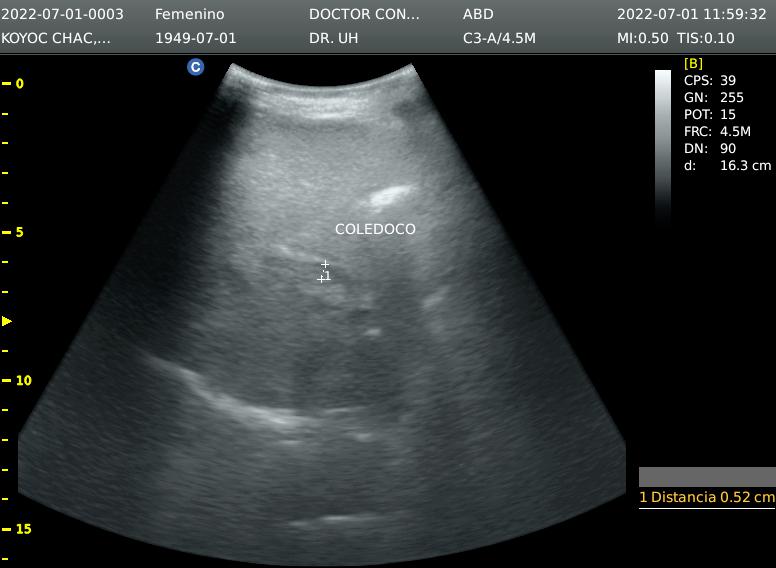 2022-07-01-0003 Femenino DOCTOR CON... ABD 2022-07-01 11:59:32
KOYOC CHAC,... 1949-07-01 DR. UH C3-A/4.5M MI:0.50 TIS:0.10
C
[B]
CPS: 39
GN: 255
POT: 15
FRC: 4.5M
DN: 90
d: 16.3 cm
0
5
10
15
COLEDOCO
1
1 Distancia 0.52 cm